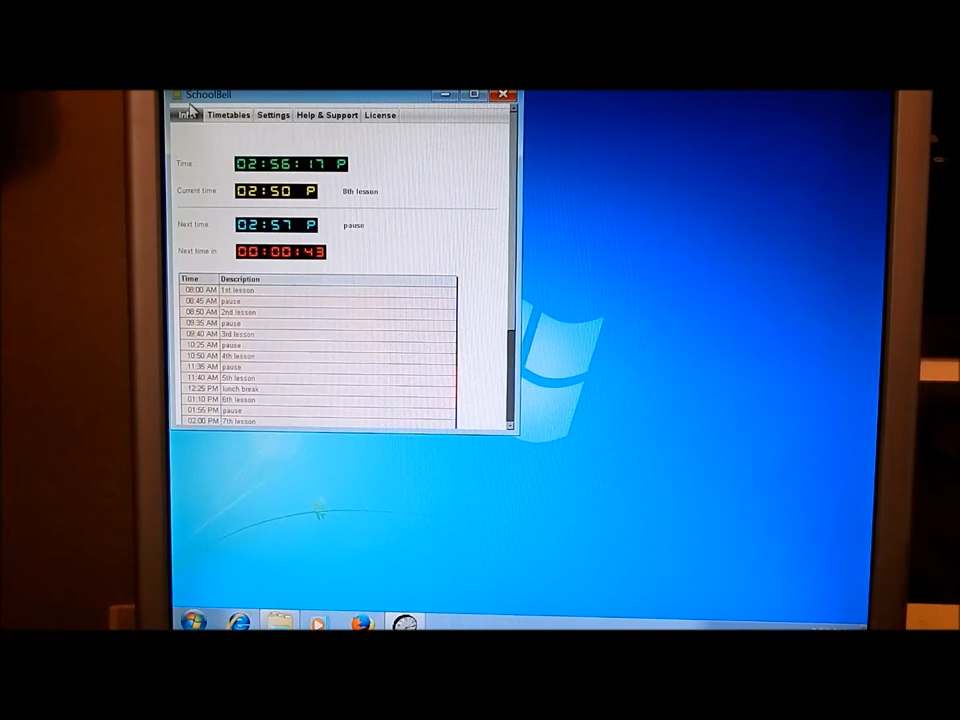 SchoolBell
Info Timetables Settings Help & Support License
Time: 02:56:17 P
Current time: 02:50 P 8th lesson
Next time: 02:57 P pause
Next time in: 00:00:43
Time Description
08:00 AM 1st lesson
08:45 AM pause
08:50 AM 2nd lesson
09:35 AM pause
09:40 AM 3rd lesson
10:25 AM pause
10:50 AM 4th lesson
11:35 AM pause
11:40 AM 5th lesson
12:25 PM lunch break
01:10 PM 6th lesson
01:55 PM pause
02:00 PM 7th lesson